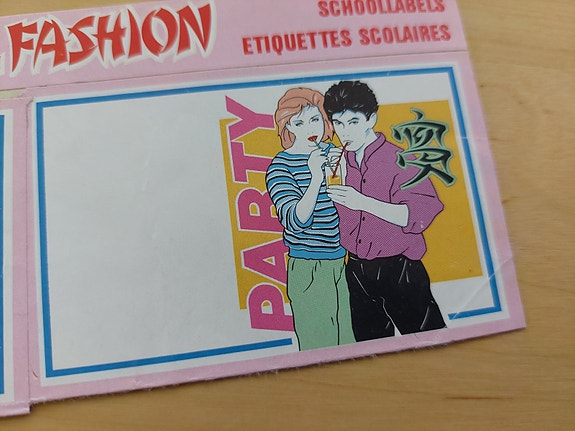 FASHION
SCHOOLLABELS
ETIQUETTES SCOLAIRES
PARTY